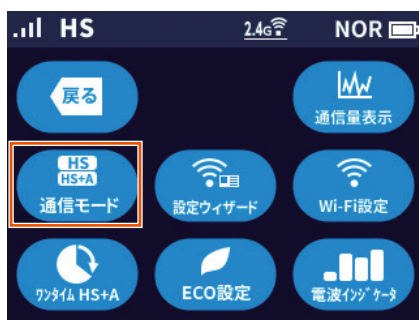 HS 2.4G NOR
戻る
通信量表示
HS
HS+A
通信モード
設定ウィザード
Wi-Fi設定
ワンタイム HS+A
ECO設定
電波インジケータ